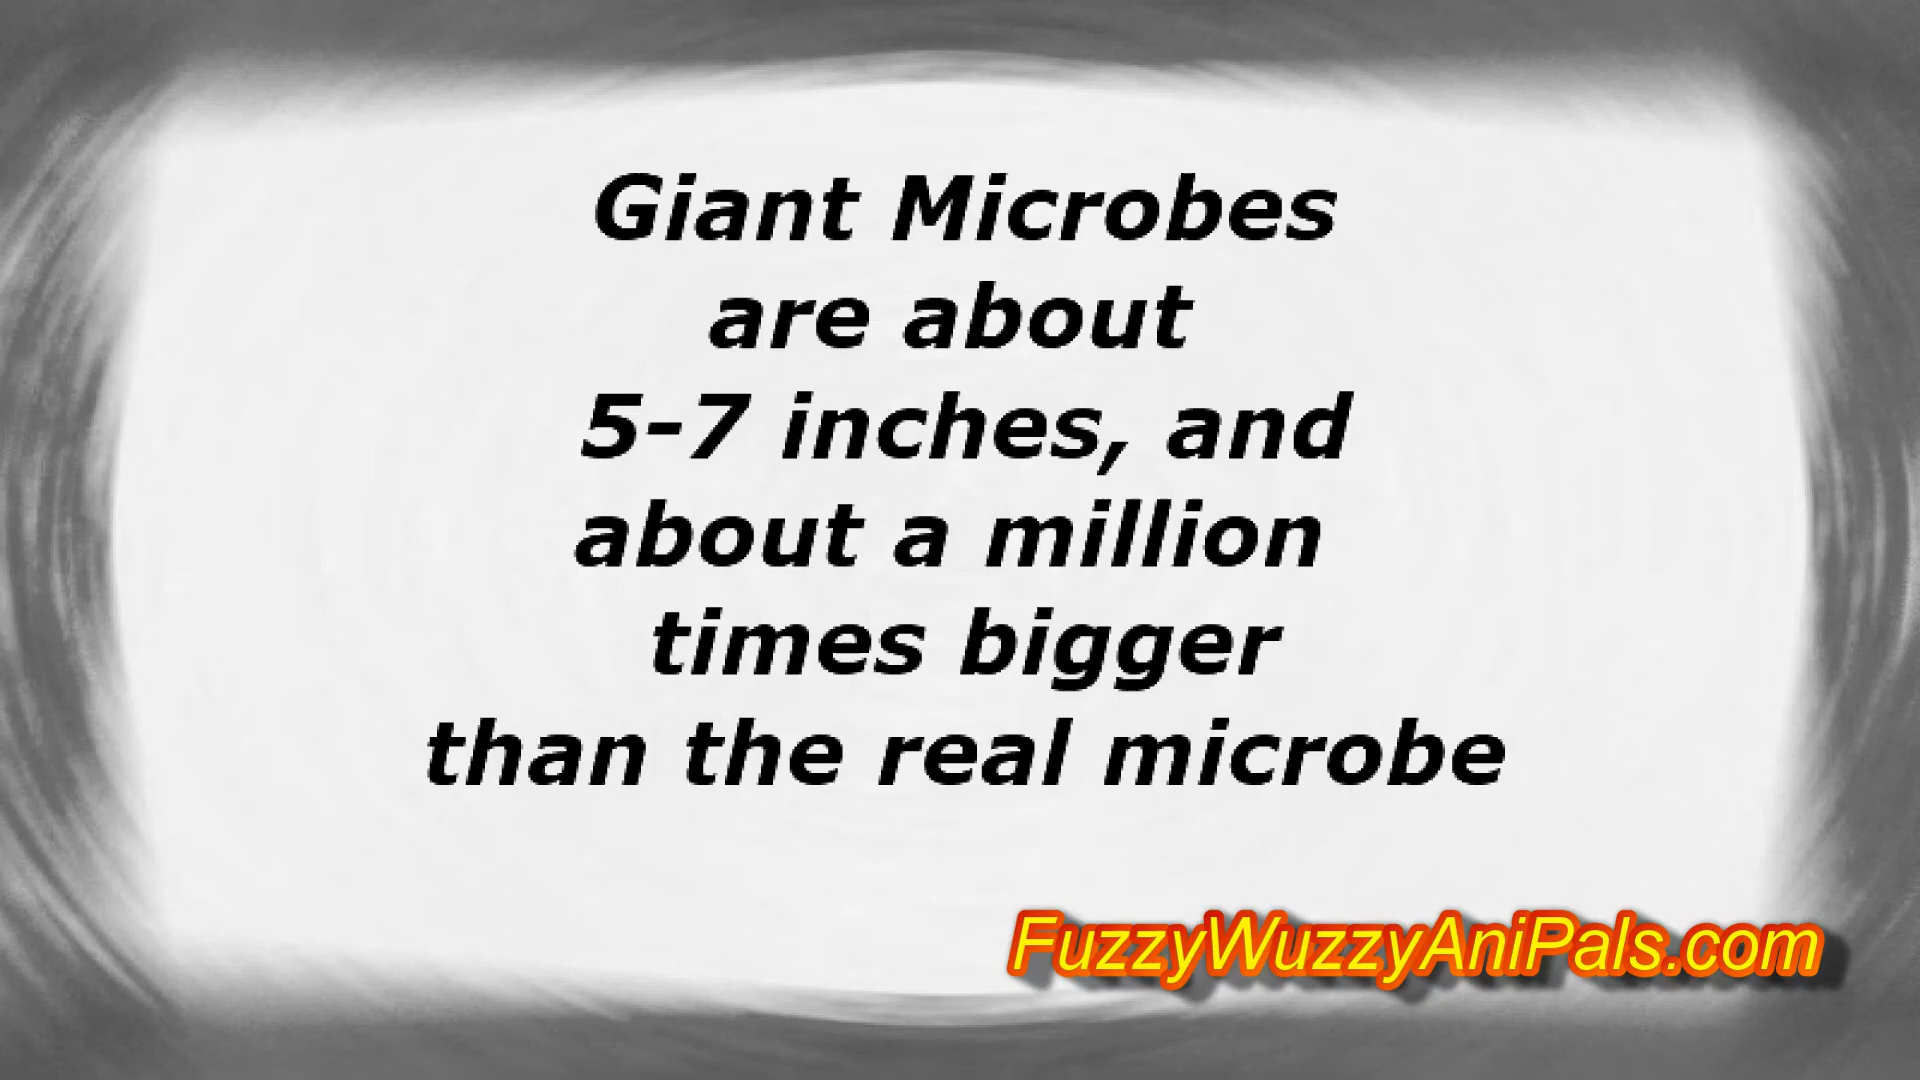 Giant Microbes
are about
5-7 inches, and
about a million
times bigger
than the real microbe
FuzzyWuzzyAniPals.com